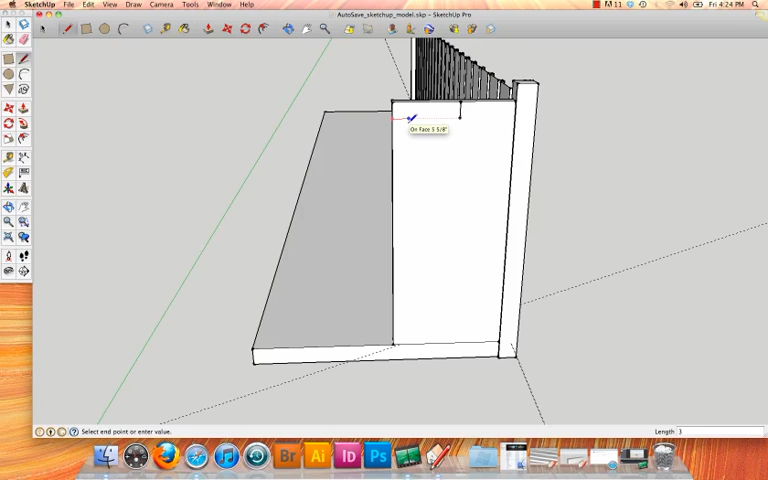 SketchUp File Edit View Draw Camera Tools Window Help
11
Fri 4:24 PM
AutoSave_sketchup_model.skp – SketchUp Pro
On Face 5 5/8"
Select end point or enter value.
Length 3
Br Ai Id Ps